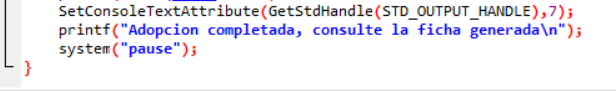 SetConsoleTextAttribute(GetStdHandle(STD_OUTPUT_HANDLE),7);
printf("Adopcion completada, consulte la ficha generada\n");
system("pause");
}